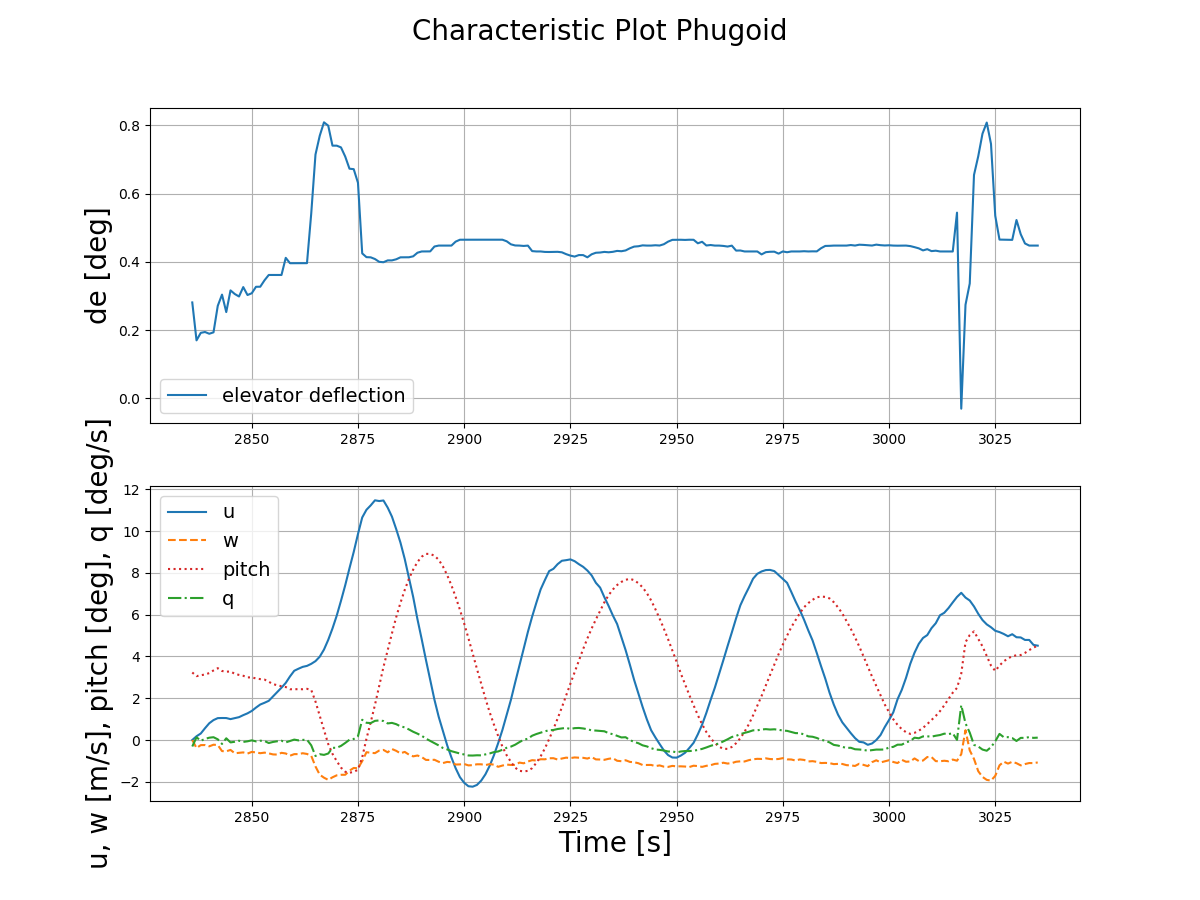 Characteristic Plot Phugoid
de [deg]
0.8
0.6
0.4
0.2
0.0
elevator deflection
2850 2875 2900 2925 2950 2975 3000 3025
u, w [m/s], pitch [deg], q [deg/s]
12
10
8
6
4
2
0
−2
u
w
pitch
q
2850 2875 2900 2925 2950 2975 3000 3025
Time [s]